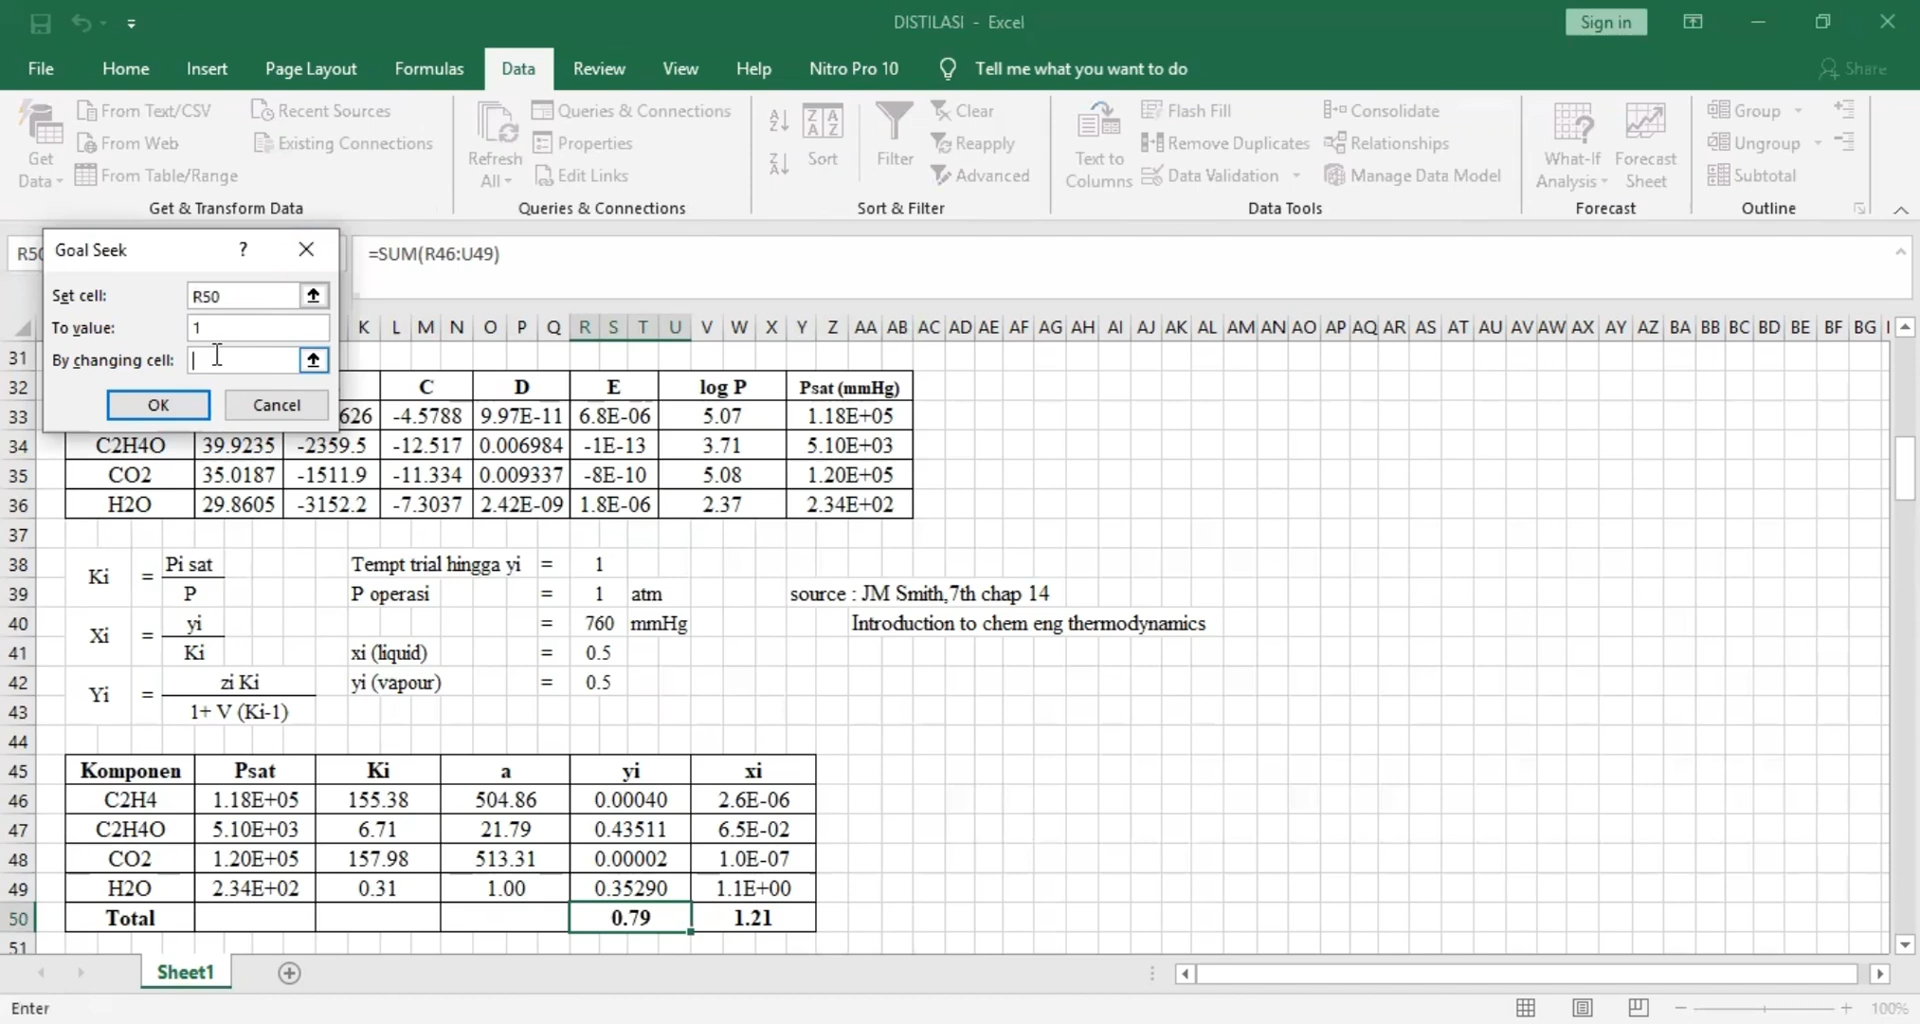 DISTILASI - Excel
Sign in
File Home Insert Page Layout Formulas Data Review View Help Nitro Pro 10 Tell me what you want to do Share
From Text/CSV Recent Sources Queries & Connections Clear Flash Fill Consolidate Group
From Web Existing Connections Properties Reapply Remove Duplicates Relationships Ungroup
Get Data From Table/Range Refresh All Edit Links Sort Filter Advanced Text to Columns Data Validation Manage Data Model What-If Analysis Forecast Sheet Subtotal
Get & Transform Data Queries & Connections Sort & Filter Data Tools Forecast Outline
R50 =SUM(R46:U49)
Goal Seek ?
Set cell: R50
To value: 1
By changing cell:
OK Cancel
K L M N O P Q R S T U V W X Y Z AA AB AC AD AE AF AG AH AI AJ AK AL AM AN AO AP AQ AR AS AT AU AV AW AX AY AZ BA BB BC BD BE BF BG
31
32 C D E log P Psat (mmHg)
33 626 -4.5788 9.97E-11 6.8E-06 5.07 1.18E+05
34 C2H4O 39.9235 -2359.5 -12.517 0.006984 -1E-13 3.71 5.10E+03
35 CO2 35.0187 -1511.9 -11.334 0.009337 -8E-10 5.08 1.20E+05
36 H2O 29.8605 -3152.2 -7.3037 2.42E-09 1.8E-06 2.37 2.34E+02
37
38 Ki = Pi sat Tempt trial hingga yi = 1
39 P P operasi = 1 atm source : JM Smith,7th chap 14
40 Xi = yi = 760 mmHg Introduction to chem eng thermodynamics
41 Ki xi (liquid) = 0.5
42 Yi = zi Ki yi (vapour) = 0.5
43 1+ V (Ki-1)
44
45 Komponen Psat Ki a yi xi
46 C2H4 1.18E+05 155.38 504.86 0.00040 2.6E-06
47 C2H4O 5.10E+03 6.71 21.79 0.43511 6.5E-02
48 CO2 1.20E+05 157.98 513.31 0.00002 1.0E-07
49 H2O 2.34E+02 0.31 1.00 0.35290 1.1E+00
50 Total 0.79 1.21
51
Sheet1
Enter 100%